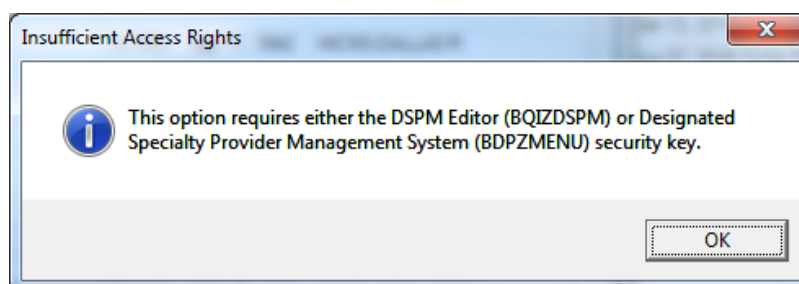 Insufficient Access Rights
This option requires either the DSPM Editor (BQIZDSPM) or Designated
Specialty Provider Management System (BDPZMENU) security key.
OK